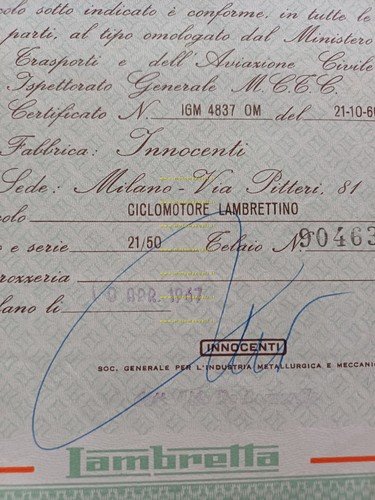 colo sotto indicato è conforme, in tutte le
parti, al tipo omologato dal Ministero
Trasporti e dell'Aviazione Civile
Ispettorato Generale M.C.T.C.
Certificato N. IGM 4837 OM del 21-10-6
Fabbrica: Innocenti
Sede: Milano-Via Pitteri, 81
colo CICLOMOTORE LAMBRETTINO
o e serie 21/50 Telaio N. 90463
rozzeria
lano li APR. 1967
INNOCENTI
SOC. GENERALE PER L'INDUSTRIA METALLURGICA E MECCANI
Lambretta